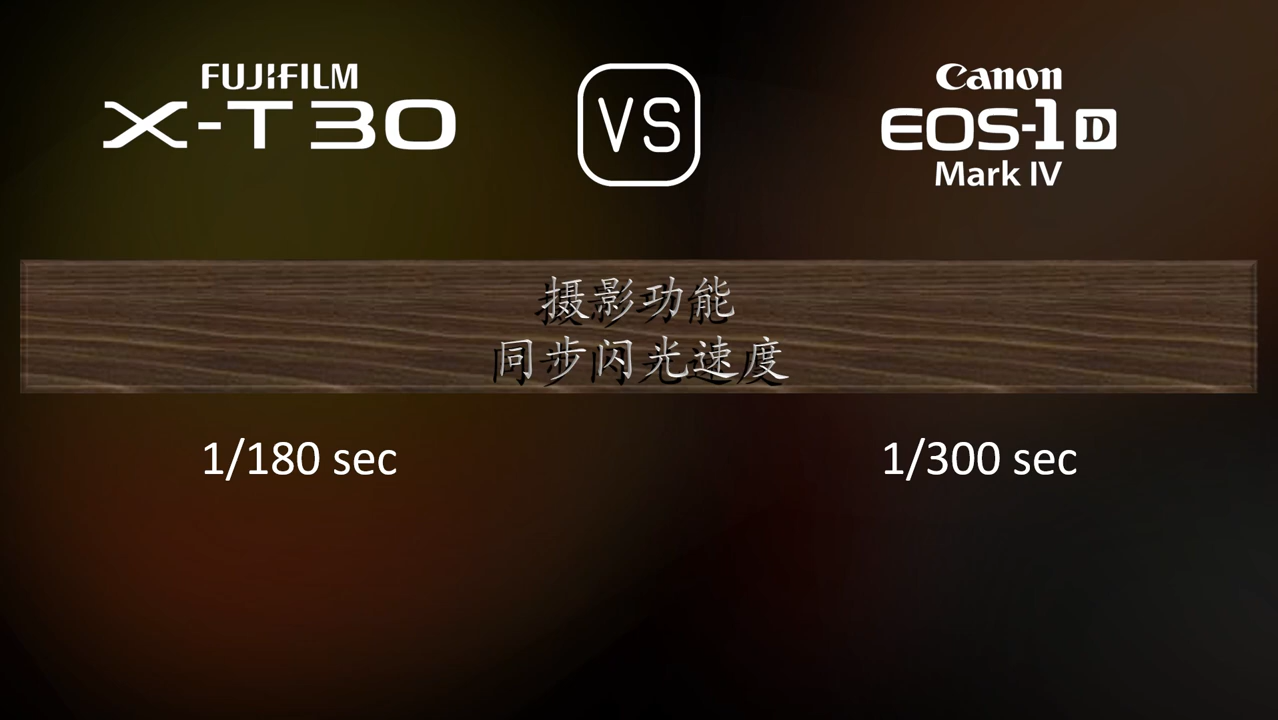 FUJIFILM
X-T30
VS
Canon
EOS-1D
Mark IV
摄影功能
同步闪光速度
1/180 sec
1/300 sec